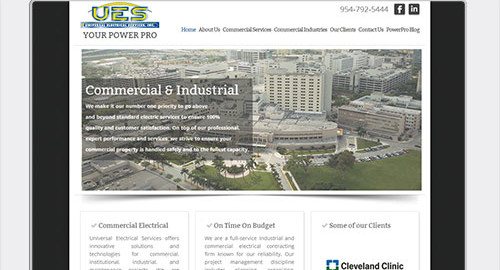 UES
UNIVERSAL ELECTRICAL SERVICES, INC.
YOUR POWER PRO
954-792-5444
Home About Us Commercial Services Commercial Industries Our Clients Contact Us PowerPro Blog
Commercial & Industrial
We make it our number one priority to go above
and beyond standard electric services to ensure 100%
quality and customer satisfaction. On top of our professional,
expert performance and services, we strive to ensure your
commercial property is handled safely and to the fullest capacity.
Commercial Electrical
Universal Electrical Services offers
innovative solutions and
technologies for commercial,
institutional, industrial, and
On Time On Budget
We are a full-service industrial and
commercial electrical contracting
firm known for our reliability. Our
project management discipline
Some of our Clients
Cleveland Clinic